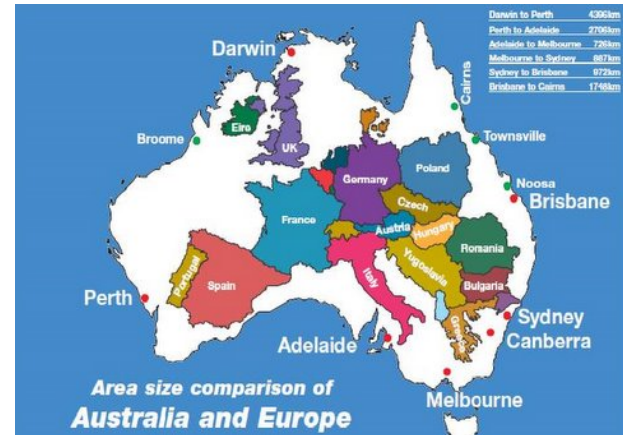 Darwin to Perth 4396km
Perth to Adelaide 2706km
Adelaide to Melbourne 726km
Melbourne to Sydney 887km
Sydney to Brisbane 972km
Brisbane to Cairns 1748km
Darwin
Cairns
Broome
Eiro
UK
Townsville
Germany
Poland
Noosa
Brisbane
Czech
France
Austria
Hungary
Romania
Portugal
Spain
Italy
Yugoslavia
Bulgaria
Perth
Greece
Sydney
Canberra
Adelaide
Melbourne
Area size comparison of
Australia and Europe